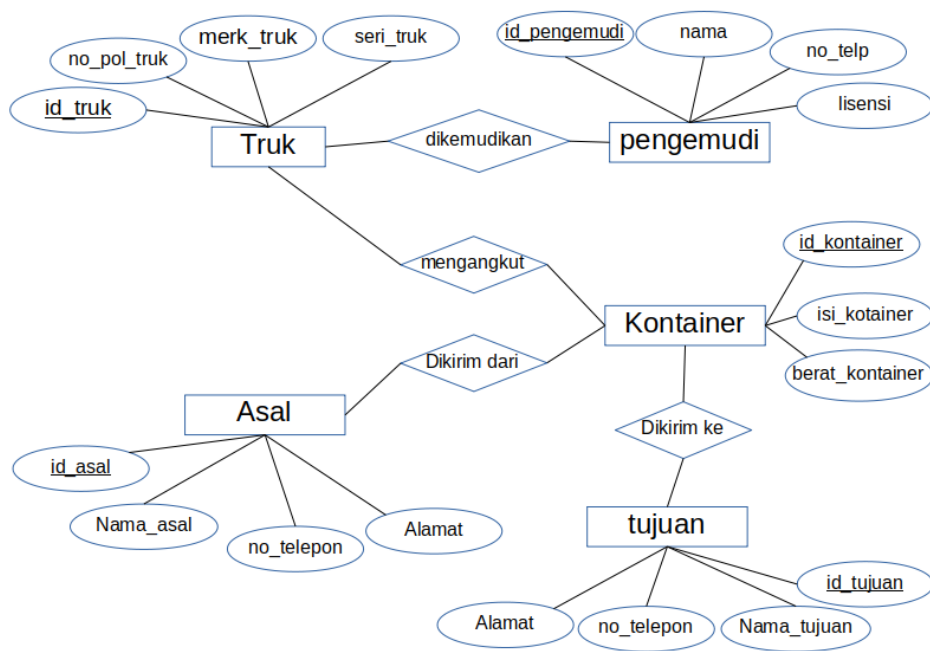 merk_truk
seri_truk
no_pol_truk
id_truk
Truk
dikemudikan
id_pengemudi
nama
no_telp
lisensi
pengemudi
mengangkut
id_kontainer
isi_kotainer
berat_kontainer
Kontainer
Dikirim dari
Asal
id_asal
Nama_asal
no_telepon
Alamat
Dikirim ke
tujuan
id_tujuan
Alamat
no_telepon
Nama_tujuan